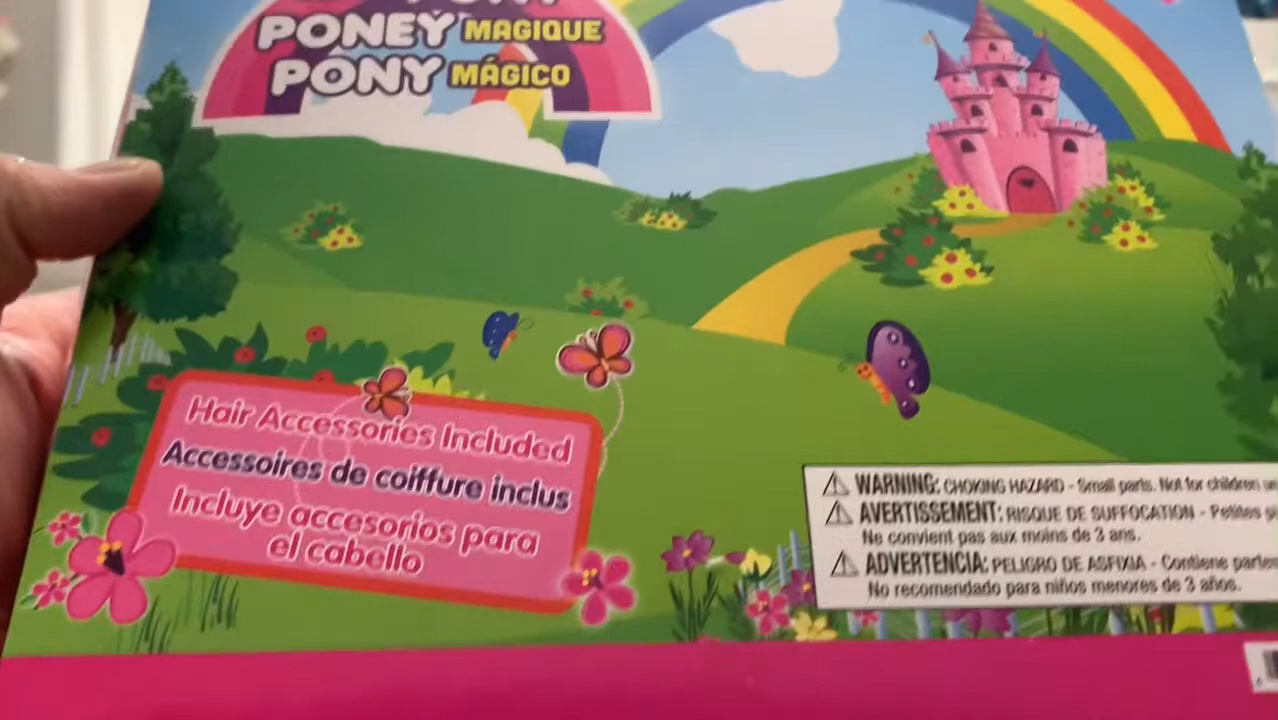 PONY
PONEY MAGIQUE
PONY MÁGICO
Hair Accessories Included
Accessoires de coiffure inclus
Incluye accesorios para
el cabello
WARNING: CHOKING HAZARD - Small parts. Not for children
AVERTISSEMENT: RISQUE DE SUFFOCATION - Petites
Ne convient pas aux moins de 3 ans.
ADVERTENCIA: PELIGRO DE ASFIXIA - Contiene
No recomendado para niños menores de 3 años.